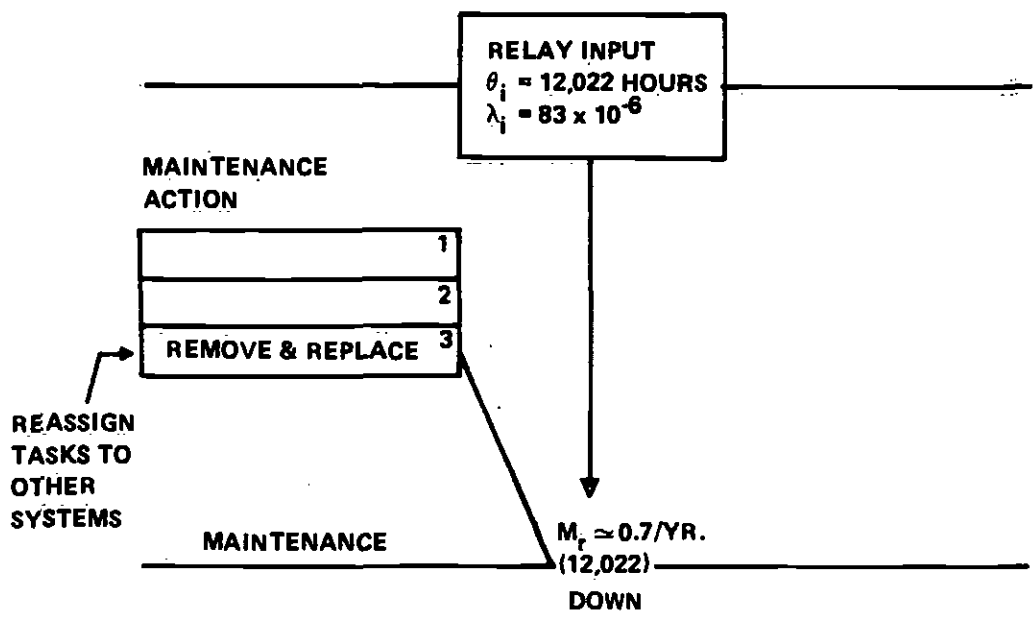 RELAY INPUT
θi = 12,022 HOURS
λi = 83 x 10-6
MAINTENANCE
ACTION
1
2
REMOVE & REPLACE 3
REASSIGN
TASKS TO
OTHER
SYSTEMS
MAINTENANCE
Mr ≃ 0.7/YR.
(12,022)
DOWN